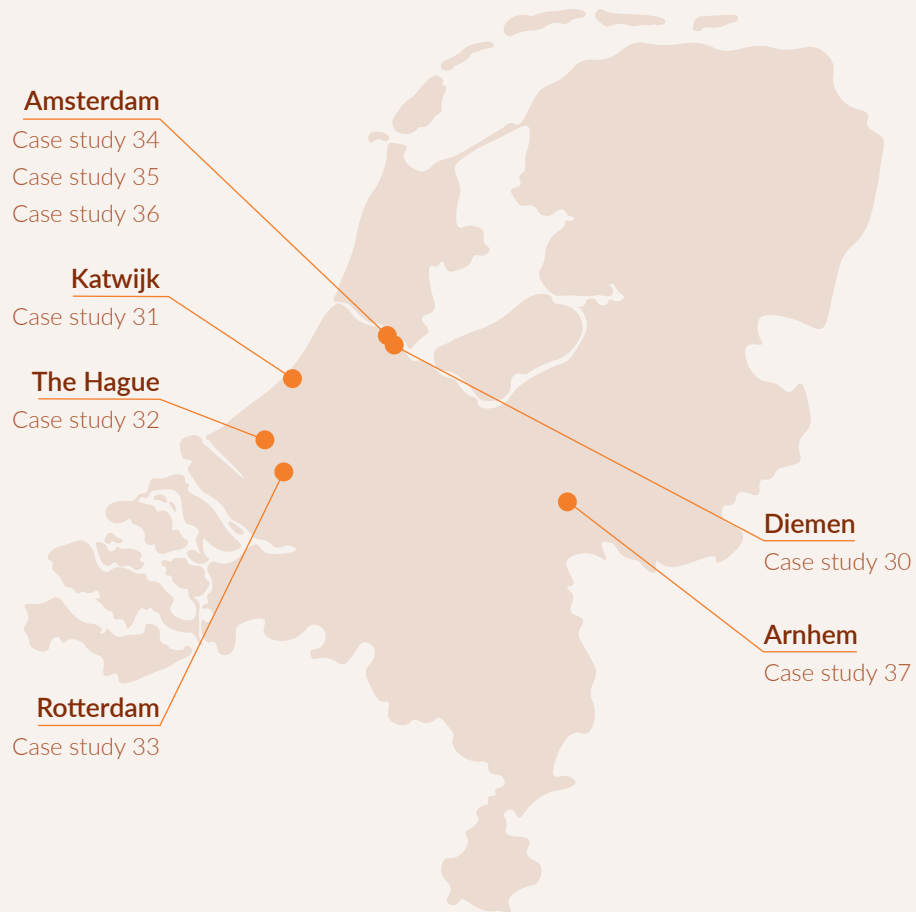 Amsterdam
Case study 34
Case study 35
Case study 36
Katwijk
Case study 31
The Hague
Case study 32
Diemen
Case study 30
Arnhem
Case study 37
Rotterdam
Case study 33